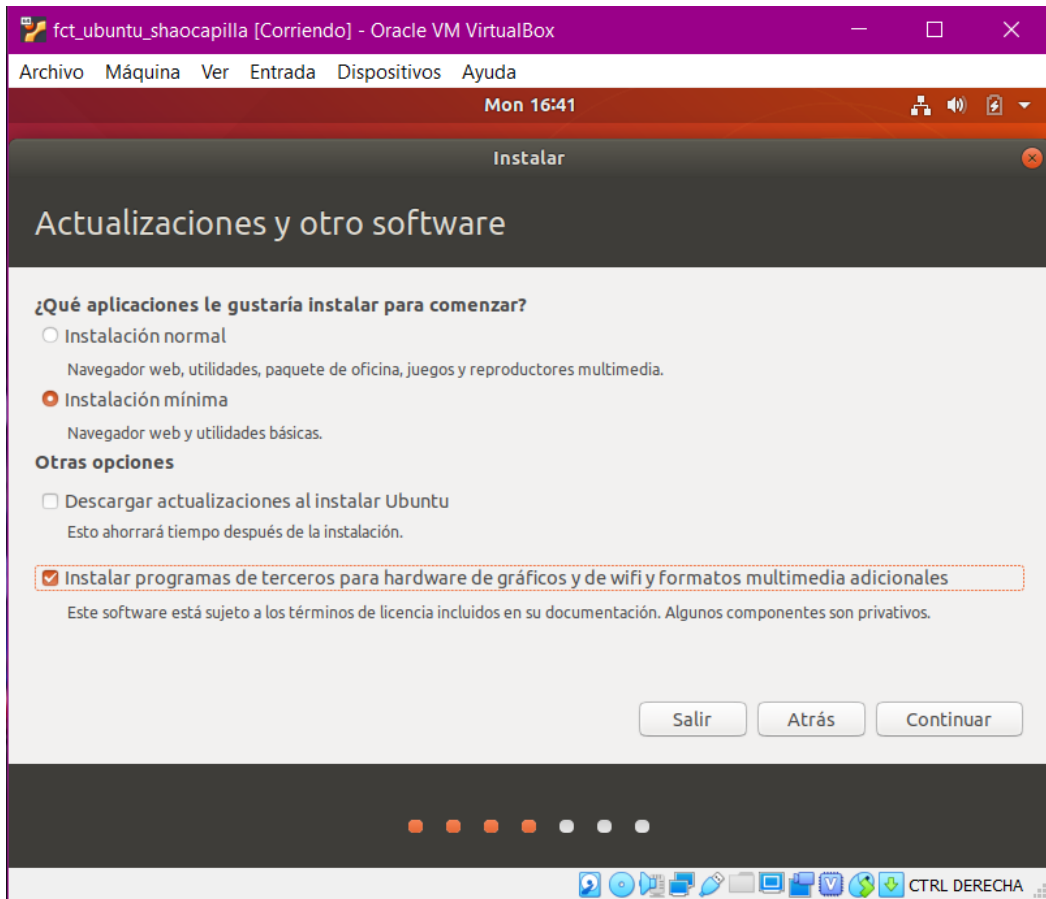 fct_ubuntu_shaocapilla [Corriendo] - Oracle VM VirtualBox
Archivo Máquina Ver Entrada Dispositivos Ayuda
Mon 16:41
Instalar
Actualizaciones y otro software
¿Qué aplicaciones le gustaría instalar para comenzar?
Instalación normal
Navegador web, utilidades, paquete de oficina, juegos y reproductores multimedia.
Instalación mínima
Navegador web y utilidades básicas.
Otras opciones
Descargar actualizaciones al instalar Ubuntu
Esto ahorrará tiempo después de la instalación.
Instalar programas de terceros para hardware de gráficos y de wifi y formatos multimedia adicionales
Este software está sujeto a los términos de licencia incluidos en su documentación. Algunos componentes son privativos.
Salir Atrás Continuar
CTRL DERECHA